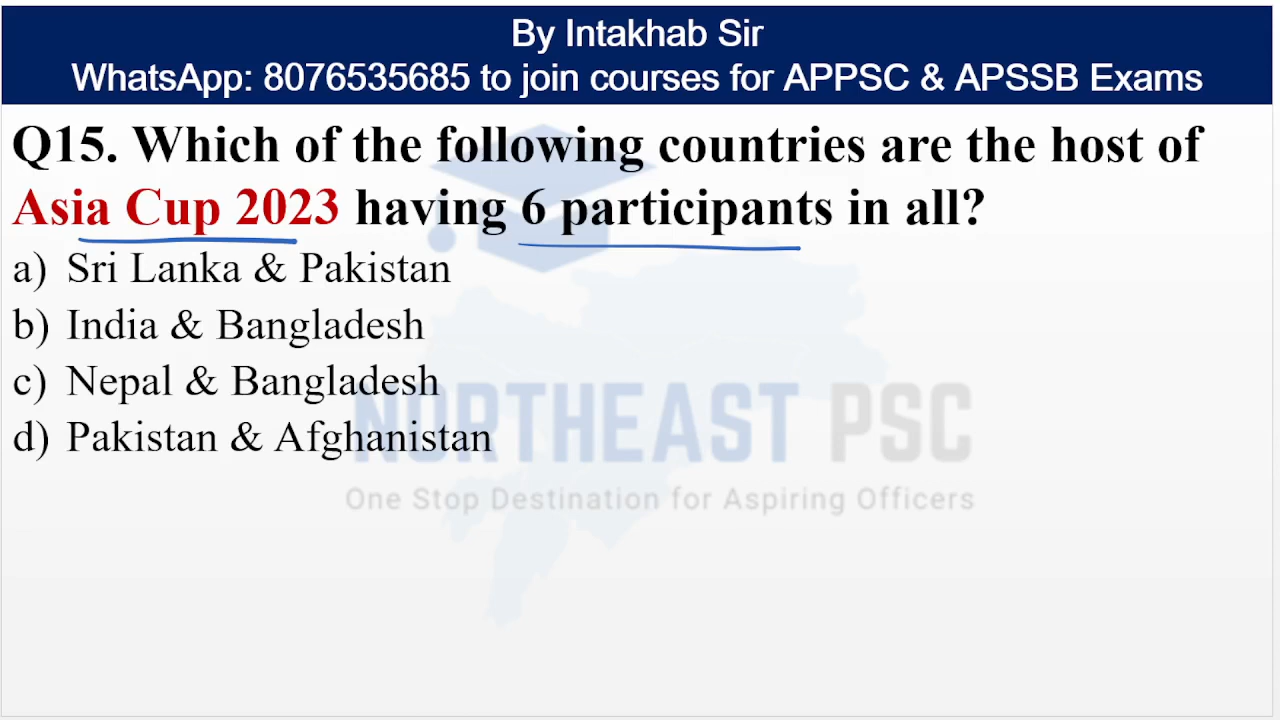 By Intakhab Sir
WhatsApp: 8076535685 to join courses for APPSC & APSSB Exams
Q15. Which of the following countries are the host of
Asia Cup 2023 having 6 participants in all?
a) Sri Lanka & Pakistan
b) India & Bangladesh
c) Nepal & Bangladesh
d) Pakistan & Afghanistan
NORTHEAST PSC
One Stop Destination for Aspiring Officers